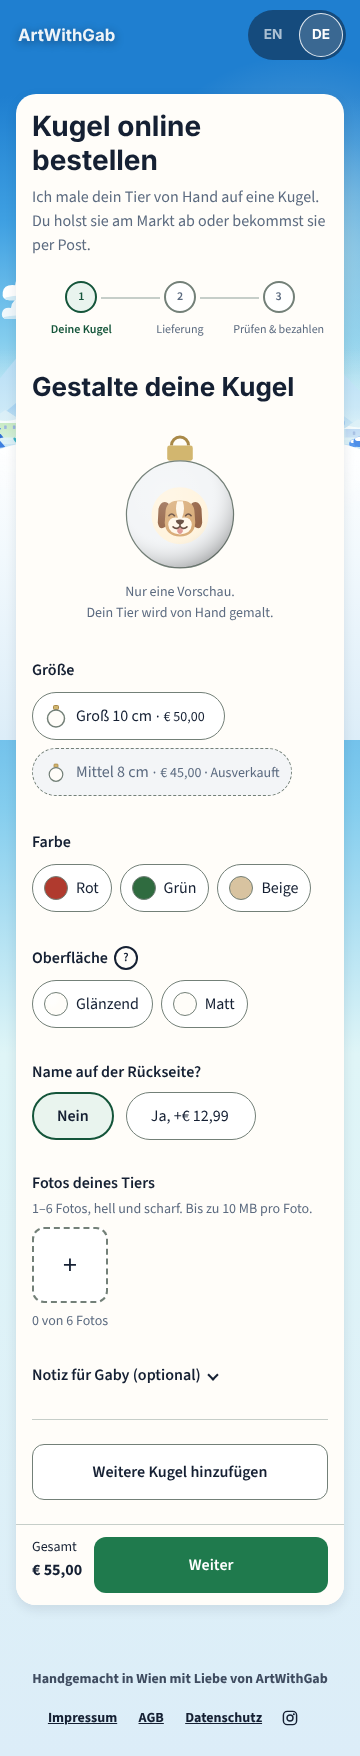 ArtWithGab
EN DE
Kugel online
bestellen
Ich male dein Tier von Hand auf eine Kugel.
Du holst sie am Markt ab oder bekommst sie
per Post.
1 2 3
Deine Kugel Lieferung Prüfen & bezahlen
Gestalte deine Kugel
Nur eine Vorschau.
Dein Tier wird von Hand gemalt.
Größe
Groß 10 cm · € 50,00
Mittel 8 cm · € 45,00 · Ausverkauft
Farbe
Rot Grün Beige
Oberfläche ?
Glänzend Matt
Name auf der Rückseite?
Nein Ja, +€ 12,99
Fotos deines Tiers
1–6 Fotos, hell und scharf. Bis zu 10 MB pro Foto.
+
0 von 6 Fotos
Notiz für Gaby (optional)
Weitere Kugel hinzufügen
Gesamt
€ 55,00
Weiter
Handgemacht in Wien mit Liebe von ArtWithGab
Impressum AGB Datenschutz